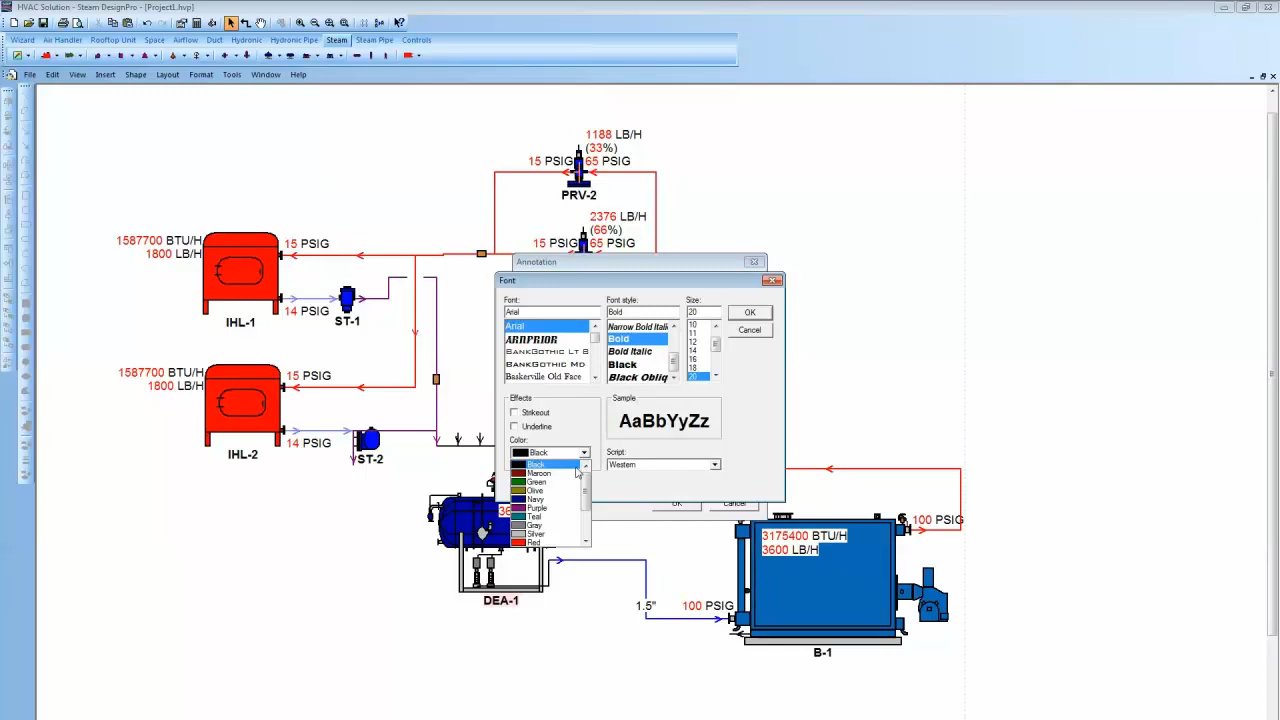 HVAC Solution - Steam DesignPro - [Project1.hvp]
Wizard Air Handler Rooftop Unit Space Airflow Duct Hydronic Hydronic Pipe Steam Steam Pipe Controls
File Edit View Insert Shape Layout Format Tools Window Help
1188 LB/H
(33%)
15 PSIG 65 PSIG
PRV-2
2376 LB/H
(66%)
15 PSIG 65 PSIG
1587700 BTU/H
1800 LB/H
15 PSIG
14 PSIG
IHL-1
ST-1
1587700 BTU/H
1800 LB/H
15 PSIG
14 PSIG
IHL-2
ST-2
Annotation
Font
Font:
Arial
Arial
ARNPRIOR
BankGothic Lt B
BankGothic Md
Baskerville Old Face
Font style:
Bold
Narrow Bold Itali
Bold
Bold Italic
Black
Black Obliq
Size:
20
10
11
12
14
16
18
20
OK
Cancel
Effects
Strikeout
Underline
Color:
Black
Black
Maroon
Green
Olive
Navy
Purple
Teal
Gray
Silver
Red
Sample
AaBbYyZz
Script:
Western
OK Cancel
36
DEA-1
1.5"
100 PSIG
3175400 BTU/H
3600 LB/H
100 PSIG
B-1